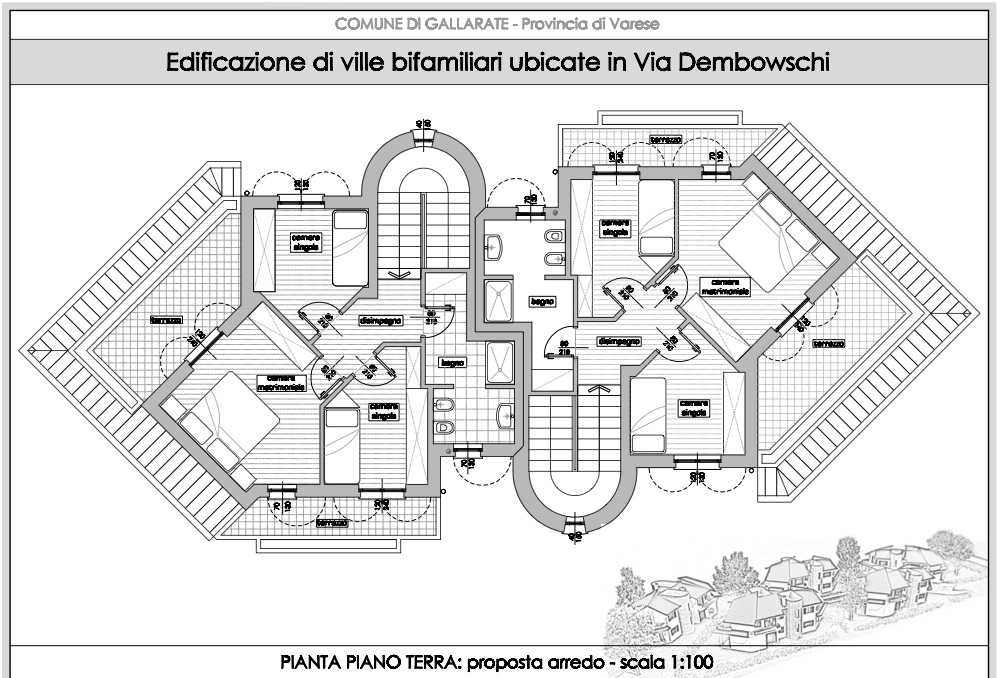 COMUNE DI GALLARATE - Provincia di Varese
Edificazione di ville bifamiliari ubicate in Via Dembowschi
terrazzo
camera
singola
camera
singola
camera
matrimoniale
bagno
terrazzo
disimpegno
disimpegno
terrazzo
camera
matrimoniale
bagno
camera
singola
camera
singola
terrazzo
80
210
80
210
70
120
PIANTA PIANO TERRA: proposta arredo - scala 1:100